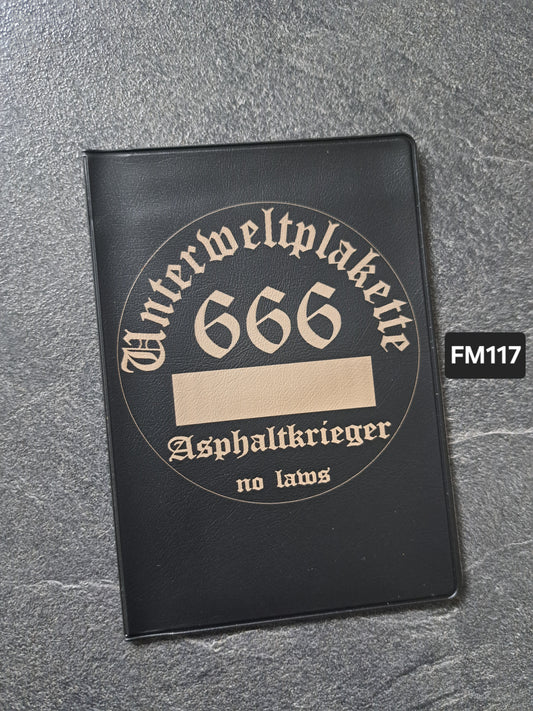 Unterweltplakette
666
Asphaltkrieger
no laws
FM117